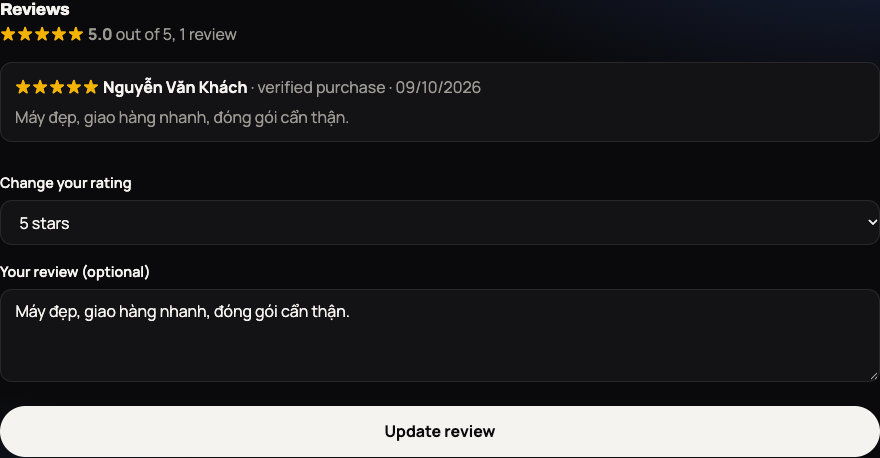 Reviews
★★★★★ 5.0 out of 5, 1 review
★★★★★ Nguyễn Văn Khách · verified purchase · 09/10/2026
Máy đẹp, giao hàng nhanh, đóng gói cẩn thận.
Change your rating
5 stars
Your review (optional)
Máy đẹp, giao hàng nhanh, đóng gói cẩn thận.
Update review